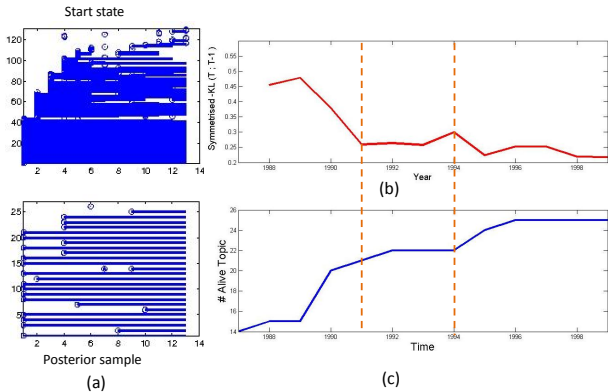 Start state
120
100
80
60
40
20
2 4 6 8 10 12 14
25
20
15
10
5
2 4 6 8 10 12 14
Posterior sample
(a)
Symmetrised -KL (T ; T-1)
0.55
0.5
0.45
0.4
0.35
0.3
0.25
0.2
1988 1990 1992 1994 1996 1998
Year
(b)
# Alive Topic
26
24
22
20
18
16
14
1988 1990 1992 1994 1996 1998
Time
(c)